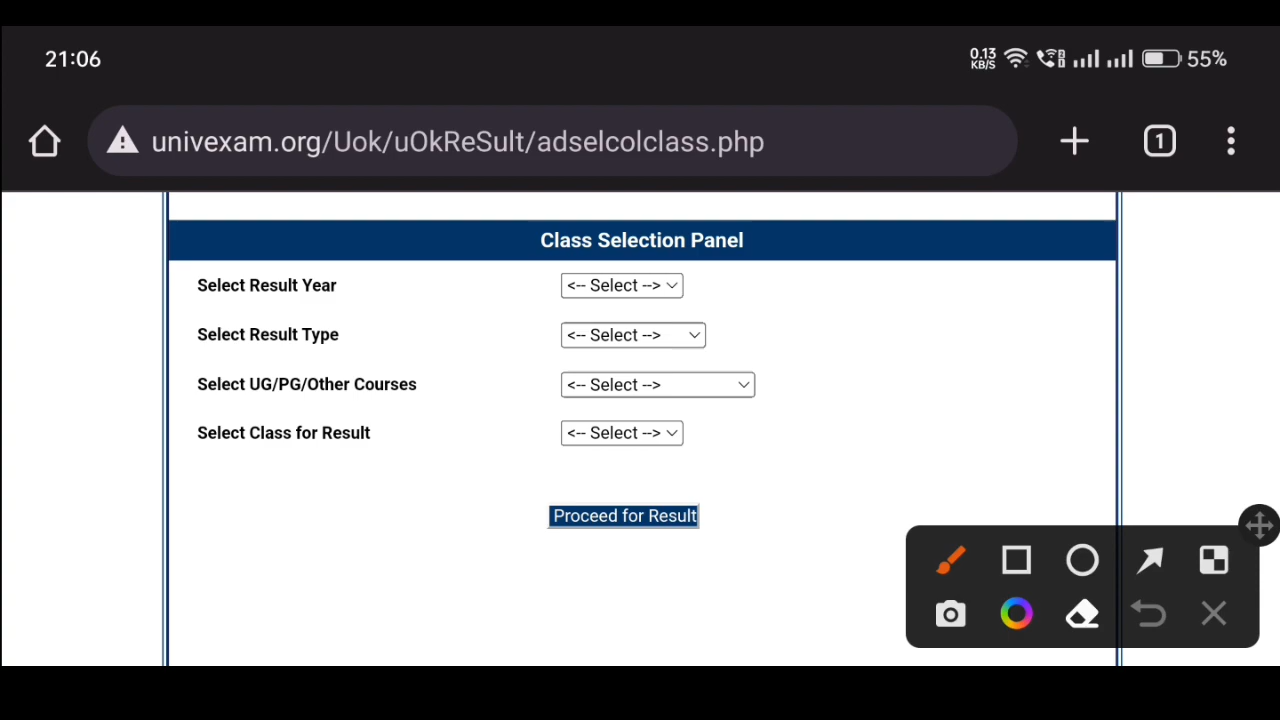 21:06
0.13 KB/S
55%
univexam.org/Uok/uOkReSult/adselcolclass.php
1
Class Selection Panel
Select Result Year <-- Select -->
Select Result Type <-- Select -->
Select UG/PG/Other Courses <-- Select -->
Select Class for Result <-- Select -->
Proceed for Result